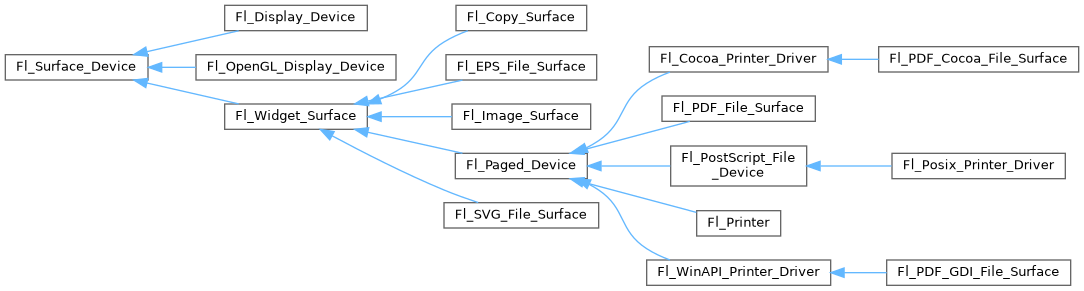 Fl_Surface_Device
Fl_Display_Device
Fl_OpenGL_Display_Device
Fl_Widget_Surface
Fl_Copy_Surface
Fl_EPS_File_Surface
Fl_Image_Surface
Fl_Paged_Device
Fl_SVG_File_Surface
Fl_Cocoa_Printer_Driver
Fl_PDF_File_Surface
Fl_PostScript_File
_Device
Fl_Printer
Fl_WinAPI_Printer_Driver
Fl_PDF_Cocoa_File_Surface
Fl_Posix_Printer_Driver
Fl_PDF_GDI_File_Surface